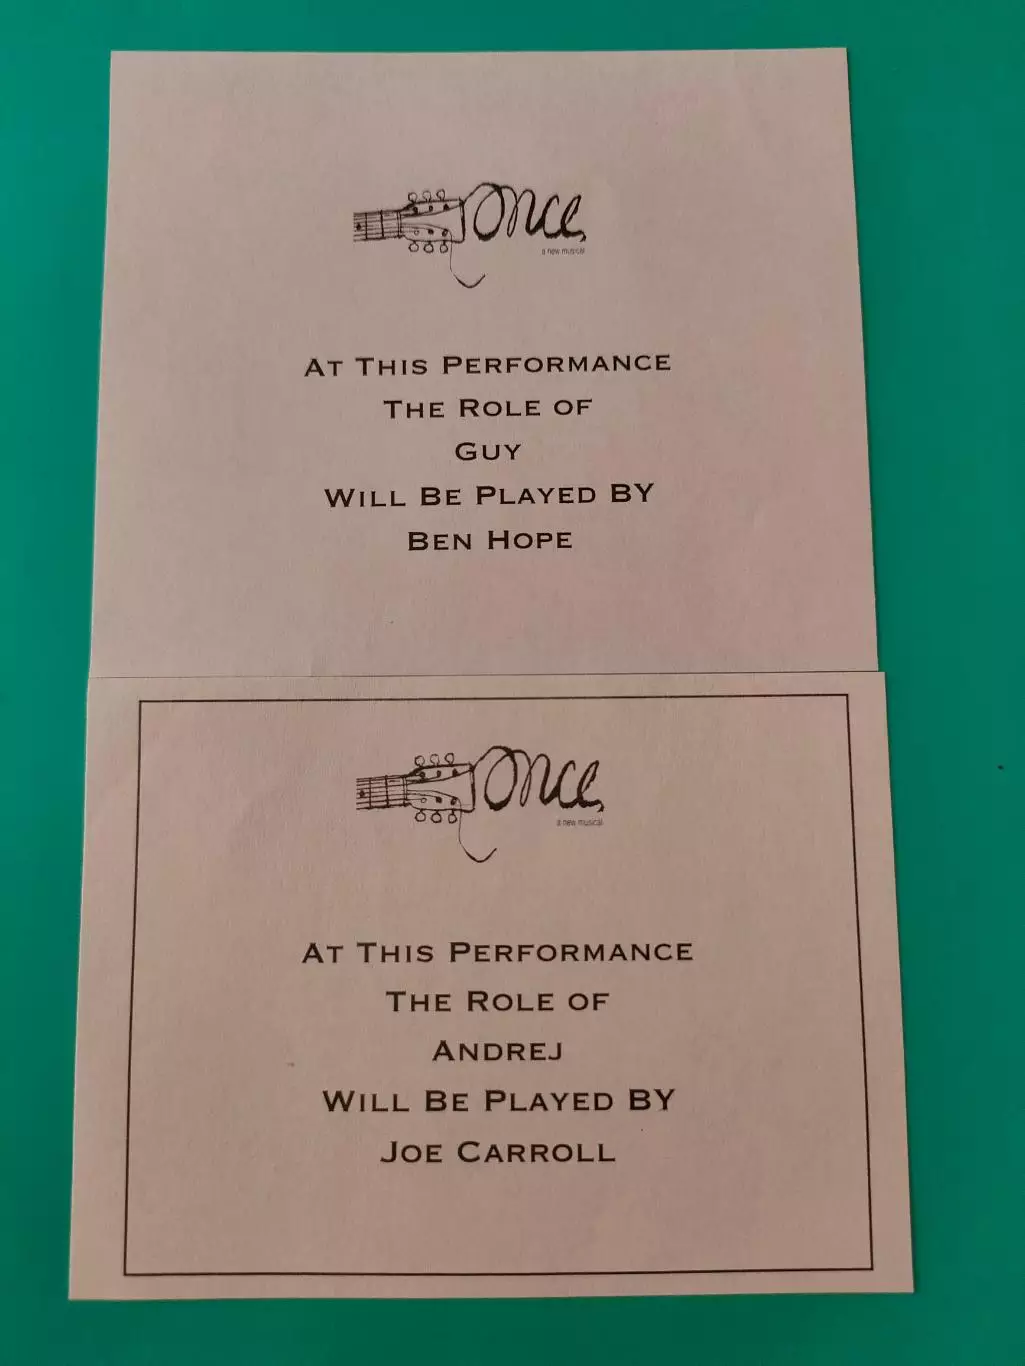 Once
a new musical
At This Performance
The Role of
Guy
Will Be Played by
Ben Hope
Once
a new musical
At This Performance
The Role of
Andrej
Will Be Played by
Joe Carroll